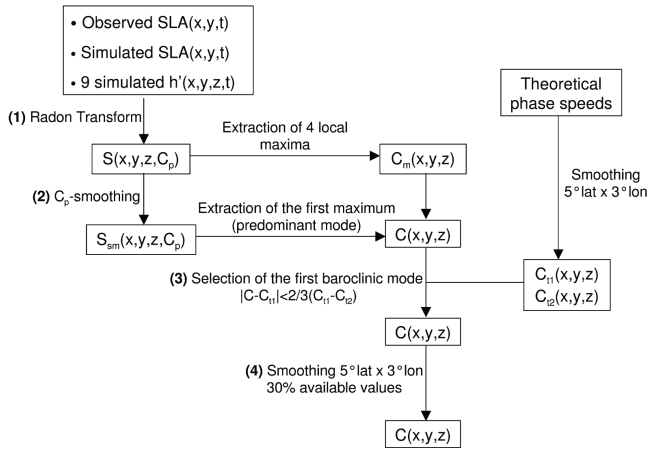 • Observed SLA(x,y,t)
• Simulated SLA(x,y,t)
• 9 simulated h'(x,y,z,t)
Theoretical
phase speeds
(1) Radon Transform
Extraction of 4 local
maxima
S(x,y,z,Cp)
Cm(x,y,z)
Smoothing
5°lat x 3°lon
(2) Cp-smoothing
Extraction of the first maximum
(predominant mode)
Ssm(x,y,z,Cp)
C(x,y,z)
(3) Selection of the first baroclinic mode
|C-Ct1|<2/3(Ct1-Ct2)
Ct1(x,y,z)
Ct2(x,y,z)
C(x,y,z)
(4) Smoothing 5°lat x 3°lon
30% available values
C(x,y,z)